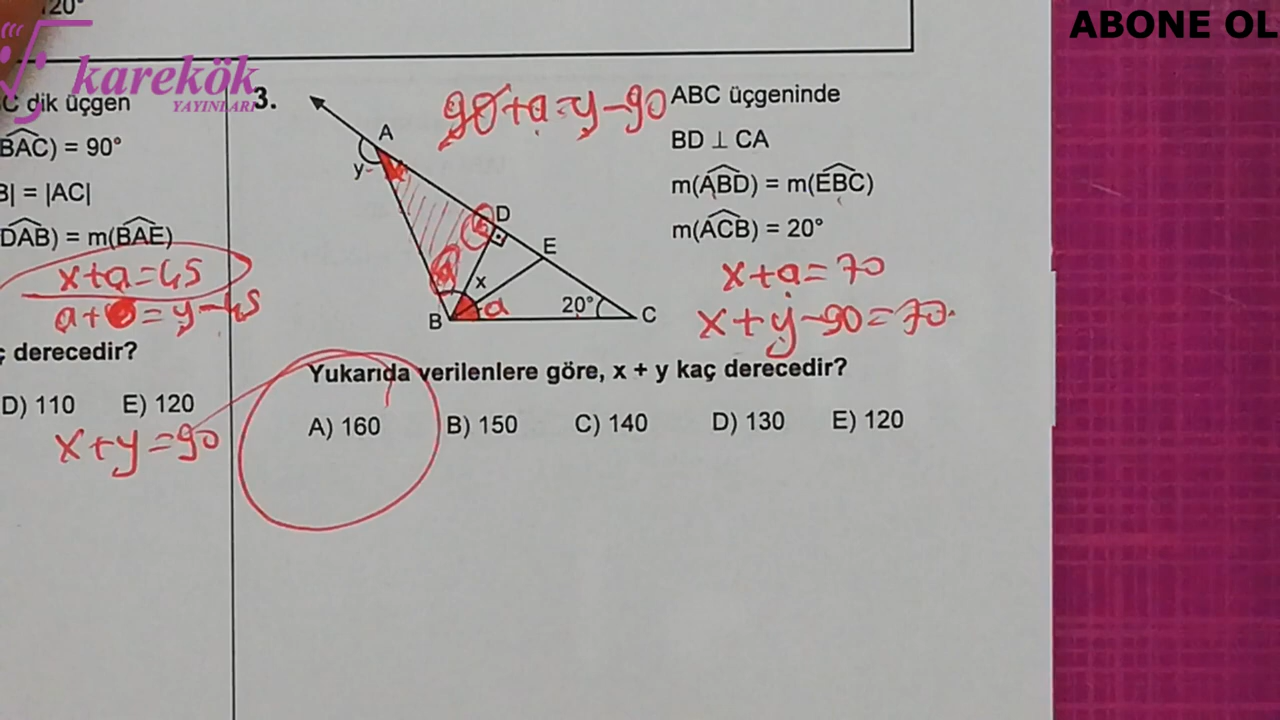 120°
ABONE OL
karekök
YAYINLARI
C dik üçgen
BAC) = 90°
B| = |AC|
DAB) = m(BAE)
x+a=45
a+ = y-45
ç derecedir?
D) 110 E) 120
x+y=90
3.
90+a=y-90
ABC üçgeninde
BD ⊥ CA
m(ABD) = m(EBC)
m(ACB) = 20°
A
y
D
E
x
a
B
20°
C
x+a=70
x+y-90=70
Yukarıda verilenlere göre, x + y kaç derecedir?
A) 160 B) 150 C) 140 D) 130 E) 120